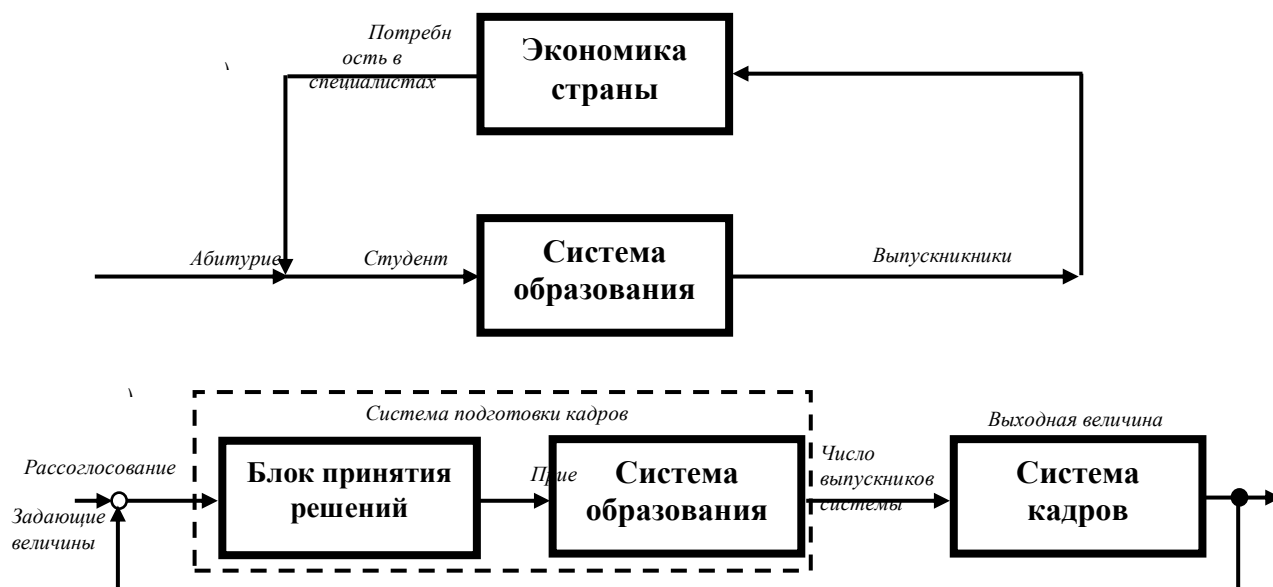 Потребн
ость в
специалистах
Экономика
страны
Абитурие
Студент
Система
образования
Выпускникники
Система подготовки кадров
Выходная величина
Рассоглосование
Блок принятия
решений
Прие
Система
образования
Число
выпускников
системы
Система
кадров
Задающие
величины